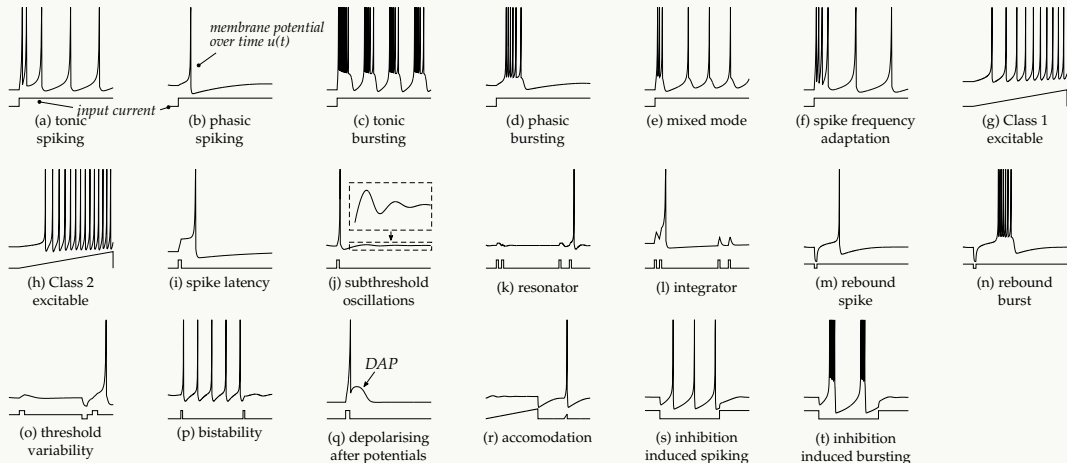 membrane potential
over time u(t)
input current
(a) tonic
spiking
(b) phasic
spiking
(c) tonic
bursting
(d) phasic
bursting
(e) mixed mode
(f) spike frequency
adaptation
(g) Class 1
excitable
(h) Class 2
excitable
(i) spike latency
(j) subthreshold
oscillations
(k) resonator
(l) integrator
(m) rebound
spike
(n) rebound
burst
(o) threshold
variability
(p) bistability
DAP
(q) depolarising
after potentials
(r) accomodation
(s) inhibition
induced spiking
(t) inhibition
induced bursting